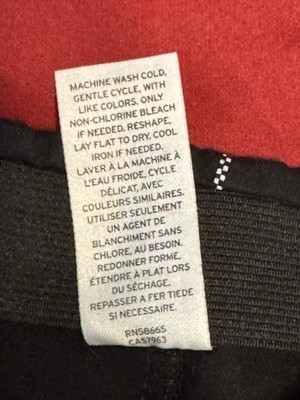 MACHINE WASH COLD,
GENTLE CYCLE, WITH
LIKE COLORS. ONLY
NON-CHLORINE BLEACH
IF NEEDED. RESHAPE,
LAY FLAT TO DRY. COOL
IRON IF NEEDED.
LAVER À LA MACHINE À
L'EAU FROIDE, CYCLE
DÉLICAT, AVEC
COULEURS SIMILAIRES.
UTILISER SEULEMENT
UN AGENT DE
BLANCHIMENT SANS
CHLORE, AU BESOIN.
REDONNER FORME,
ÉTENDRE À PLAT LORS
DU SÉCHAGE.
REPASSER A FER TIEDE
SI NECESSAIRE.
RN58665
CA57963